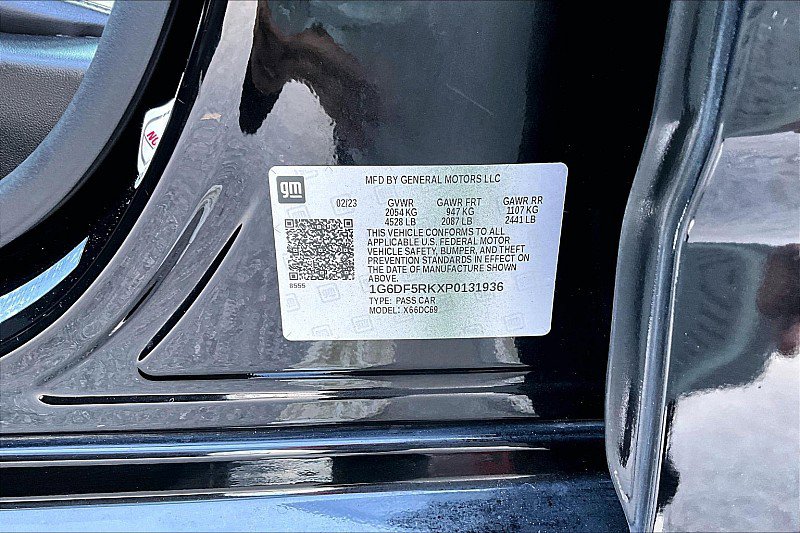 NO
gm
MFD BY GENERAL MOTORS LLC
02/23 GVWR GAWR FRT GAWR RR
2054 KG 947 KG 1107 KG
4528 LB 2087 LB 2441 LB
THIS VEHICLE CONFORMS TO ALL
APPLICABLE U.S. FEDERAL MOTOR
VEHICLE SAFETY, BUMPER, AND THEFT
PREVENTION STANDARDS IN EFFECT ON
THE DATE OF MANUFACTURE SHOWN
ABOVE.
8555
1G6DF5RKXP0131936
TYPE: PASS CAR
MODEL: X66DC69